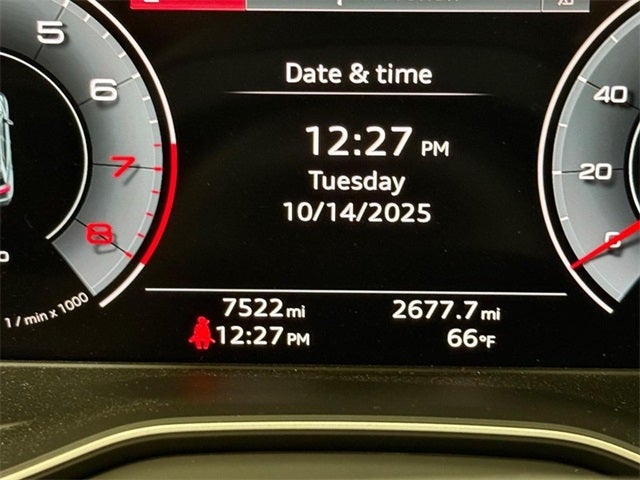 Date & time
12:27 PM
Tuesday
10/14/2025
5
6
7
8
1 / min x 1000
40
20
0
7522 mi
2677.7 mi
12:27 PM
66°F